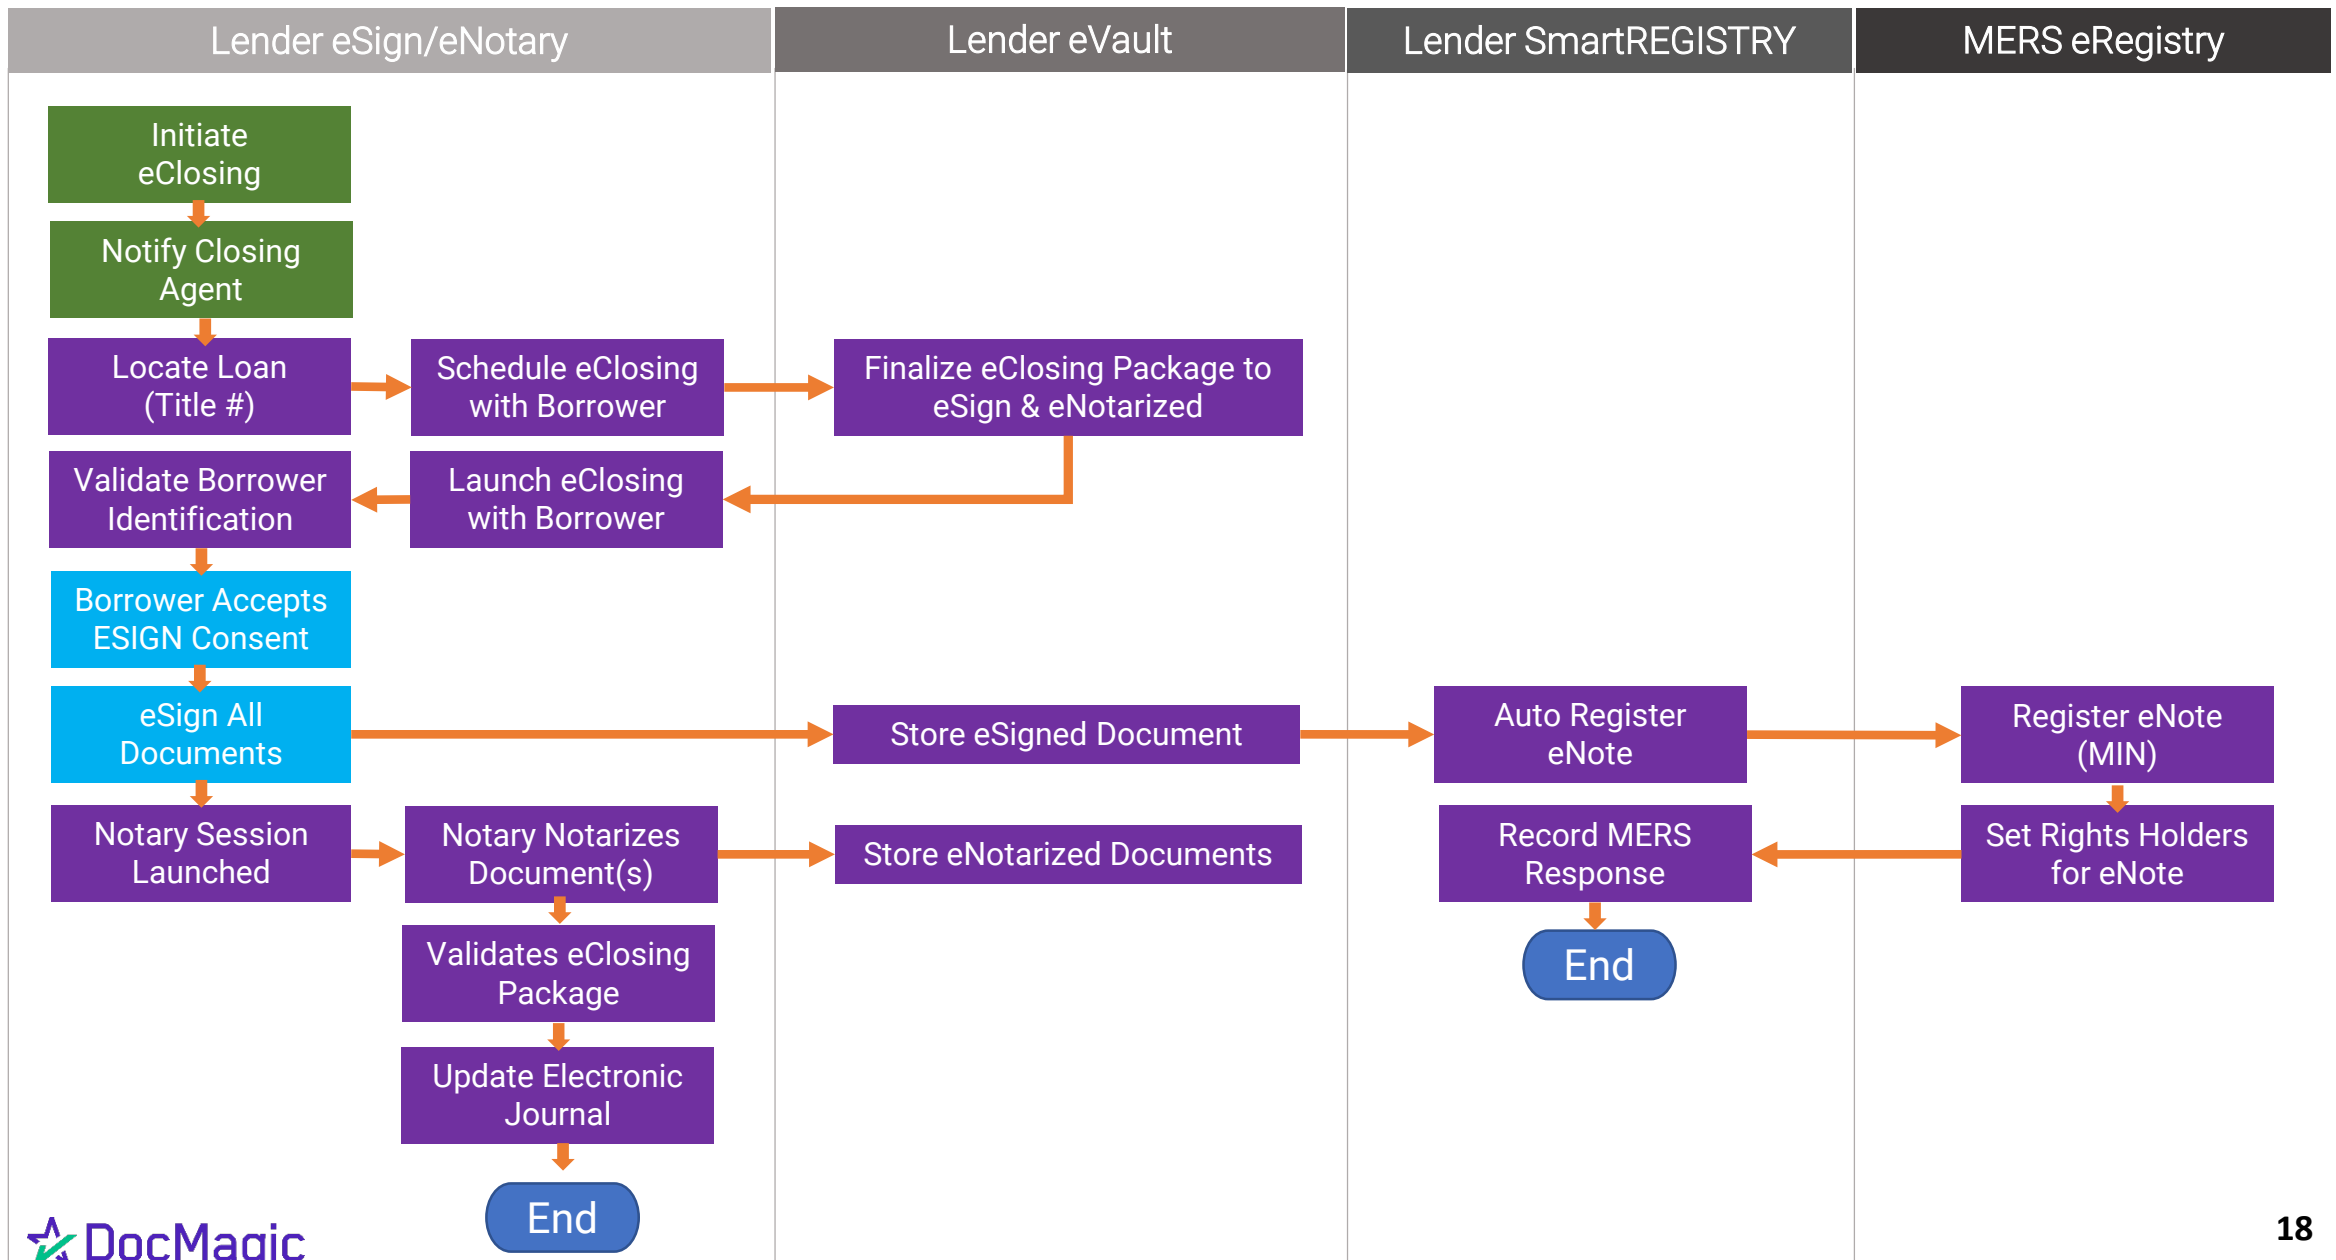 Lender eSign/eNotary
Lender eVault
Lender SmartREGISTRY
MERS eRegistry
Initiate
eClosing
Notify Closing
Agent
Locate Loan
(Title #)
Schedule eClosing
with Borrower
Finalize eClosing Package to
eSign & eNotarized
Validate Borrower
Identification
Launch eClosing
with Borrower
Borrower Accepts
ESIGN Consent
eSign All
Documents
Store eSigned Document
Auto Register
eNote
Register eNote
(MIN)
Notary Session
Launched
Notary Notarizes
Document(s)
Store eNotarized Documents
Record MERS
Response
Set Rights Holders
for eNote
Validates eClosing
Package
End
Update Electronic
Journal
End
DocMagic
18